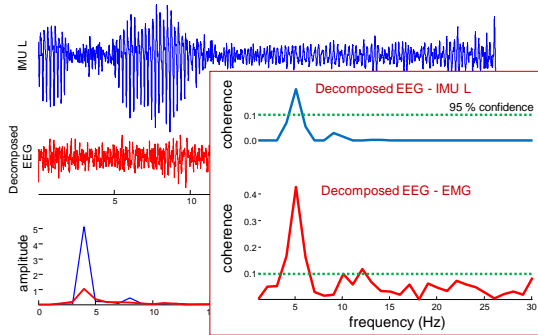 IMU L
Decomposed
EEG
5
10
amplitude
5
4
3
2
1
0
5
10
15
Decomposed EEG - IMU L
95 % confidence
coherence
0.1
0.0
Decomposed EEG - EMG
coherence
0.4
0.3
0.2
0.1
5
10
15
20
25
30
frequency (Hz)